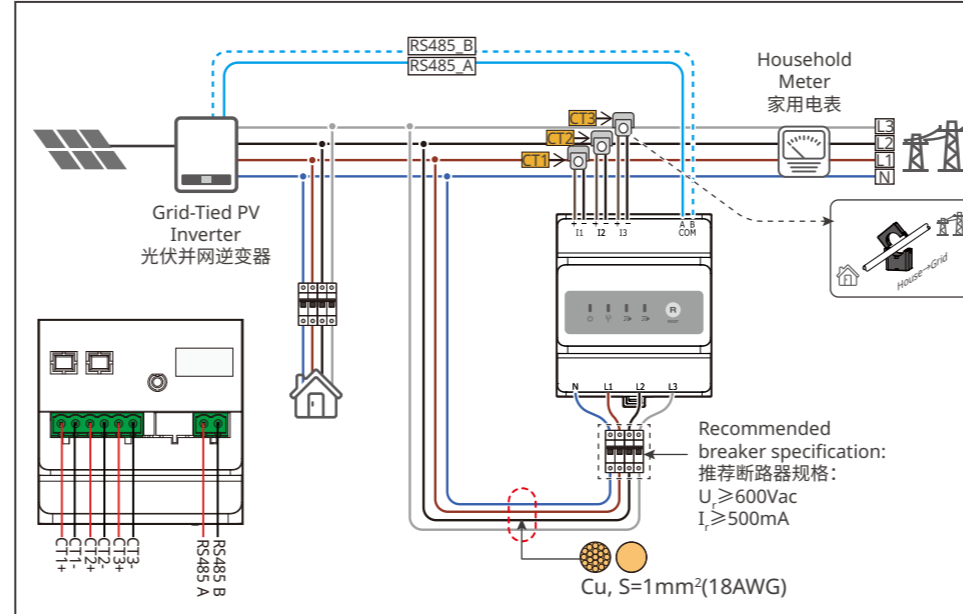 RS485_B
RS485_A
Household
Meter
家用电表
CT3
CT2
CT1
L3
L2
L1
N
Grid-Tied PV
Inverter
光伏并网逆变器
+ - + - + -
I1 I2 I3
A B
COM
House→Grid
R
N L1 L2 L3
Recommended
breaker specification:
推荐断路器规格：
Ur≥600Vac
Ir≥500mA
CT1+
CT1-
CT2+
CT2-
CT3+
CT3-
RS485 A
RS485 B
Cu, S=1mm²(18AWG)